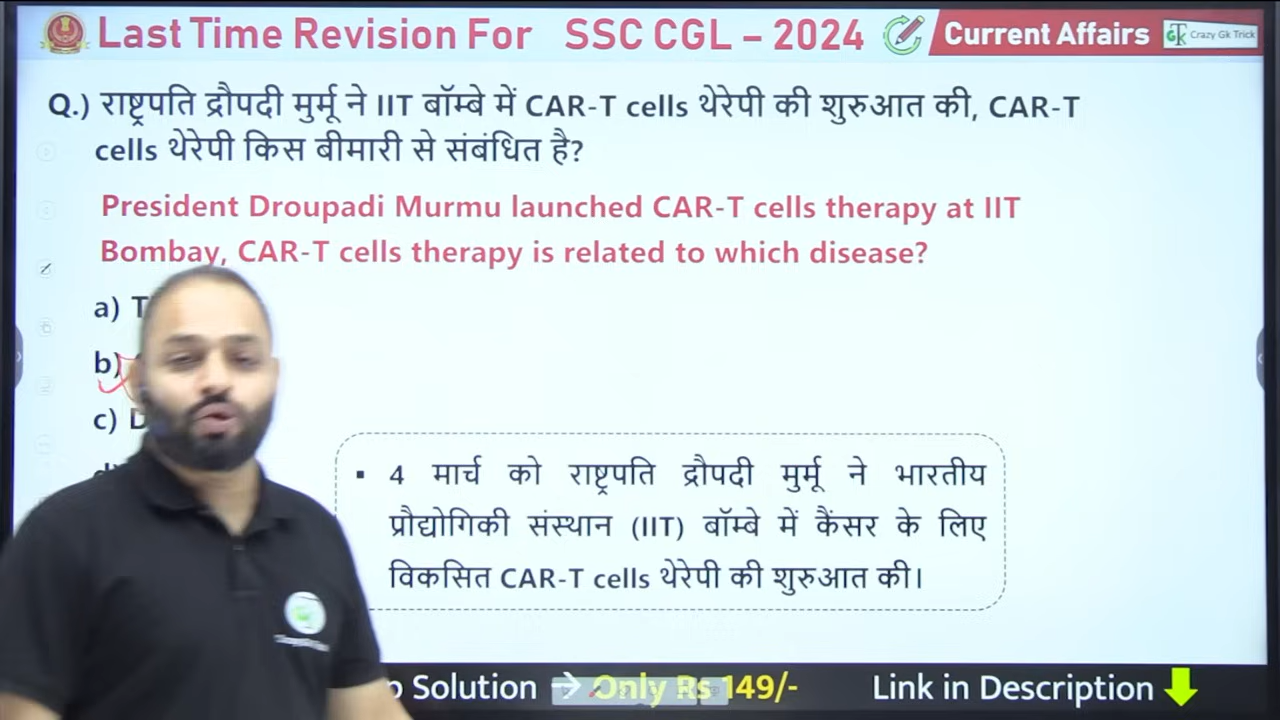 Last Time Revision For SSC CGL – 2024
Current Affairs
Crazy Gk Trick
Q.) राष्ट्रपति द्रौपदी मुर्मू ने IIT बॉम्बे में CAR-T cells थेरेपी की शुरुआत की, CAR-T
cells थेरेपी किस बीमारी से संबंधित है?
President Droupadi Murmu launched CAR-T cells therapy at IIT
Bombay, CAR-T cells therapy is related to which disease?
a) T
b)
c) D
▪ 4 मार्च को राष्ट्रपति द्रौपदी मुर्मू ने भारतीय
प्रौद्योगिकी संस्थान (IIT) बॉम्बे में कैंसर के लिए
विकसित CAR-T cells थेरेपी की शुरुआत की।
Solution → Only Rs 149/- Link in Description